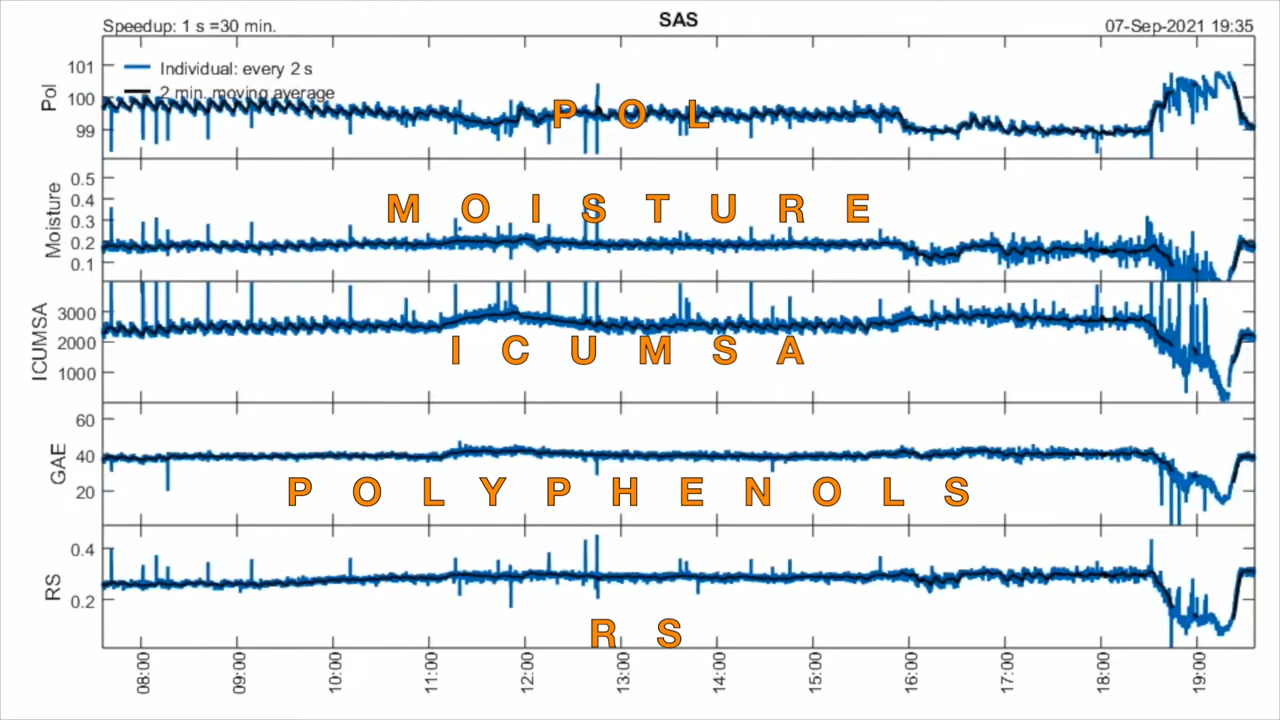 SAS
Speedup: 1 s =30 min.
07-Sep-2021 19:35
Individual: every 2 s
2 min. moving average
Pol
101
100
99
P O L
Moisture
0.5
0.4
0.3
0.2
0.1
M O I S T U R E
ICUMSA
3000
2000
1000
I C U M S A
GAE
60
40
20
P O L Y P H E N O L S
RS
0.4
0.2
R S
08:00 09:00 10:00 11:00 12:00 13:00 14:00 15:00 16:00 17:00 18:00 19:00